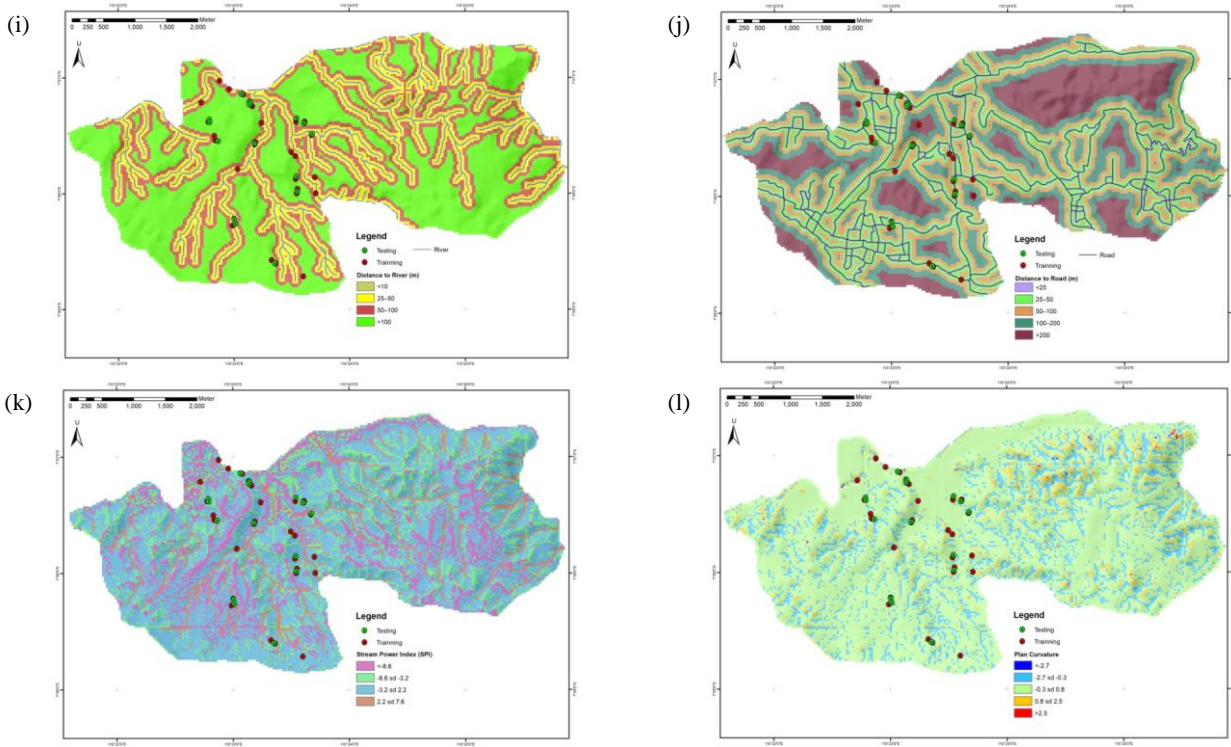 (i)
Meter
0 250 500 1,000 1,500 2,000
Legend
Testing
River
Trainning
Distance to River (m)
<10
25–50
50–100
>100
(j)
Meter
0 250 500 1,000 1,500 2,000
Legend
Testing
Road
Trainning
Distance to Road (m)
<25
25–50
50–100
100–200
>200
(k)
Meter
0 250 500 1,000 1,500 2,000
Legend
Testing
Trainning
Stream Power Index (SPI)
<-8.6
-8.6 sd -3.2
-3.2 sd 2.2
2.2 sd 7.6
(l)
Meter
0 250 500 1,000 1,500 2,000
Legend
Testing
Trainning
Plan Curvature
<-2.7
-2.7 sd -0.3
-0.3 sd 0.8
0.8 sd 2.5
>2.5